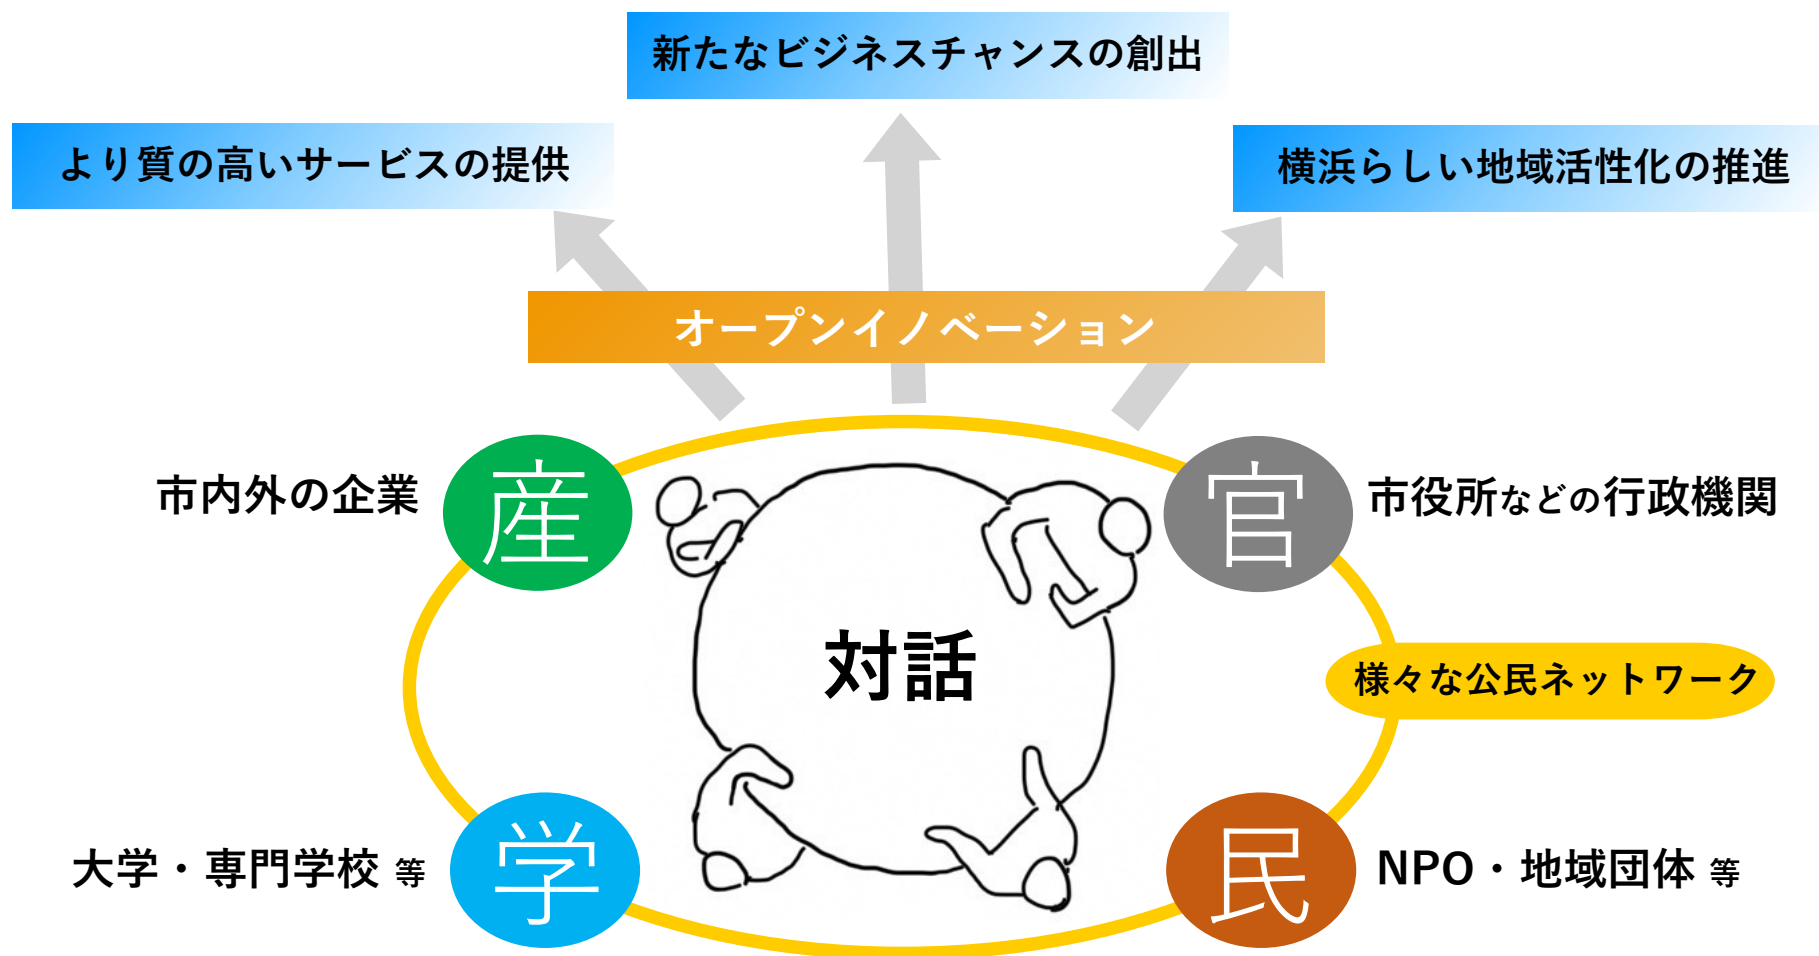 新たなビジネスチャンスの創出
より質の高いサービスの提供
横浜らしい地域活性化の推進
オープンイノベーション
市内外の企業
産
官
市役所などの行政機関
対話
様々な公民ネットワーク
大学・専門学校 等
学
民
NPO・地域団体 等